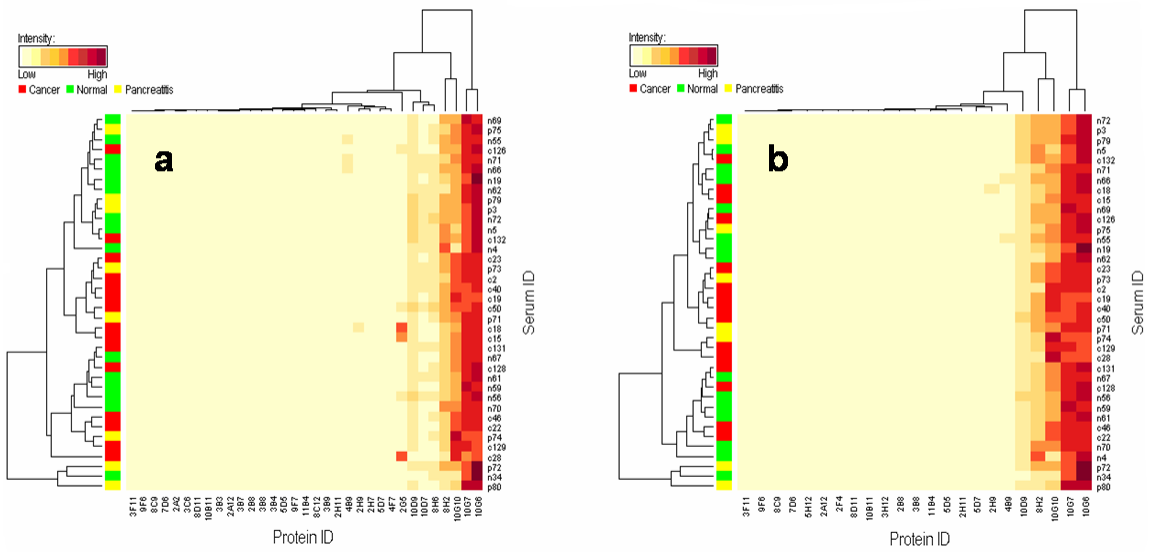 Intensity:
Low High
Cancer Normal Pancreatitis
a
n69
p75
n55
c126
n71
n66
n19
n62
p79
p3
n72
n5
c132
n4
c23
p73
c2
c40
c19
c50
p71
c18
c15
c131
n67
c128
n61
n59
n56
n70
c46
c22
p74
c129
c28
p72
n34
p80
Serum ID
3F11 9F6 8C9 7D6 2A2 3C6 8D11 10B11 3B3 2A12 3B7 2B8 3B8 3B4 5D5 9F7 11B4 8C12 3B9 2H11 4B9 2H9 2H7 5D7 4F7 2G5 10D9 10D7 8H6 8H2 10G10 10G7 10G6
Protein ID
Intensity:
Low High
Cancer Normal Pancreatitis
b
n72
p3
p79
n5
c132
n71
n66
c18
c15
n69
c126
p75
n55
n19
n62
c23
p73
c2
c19
c40
c50
p71
p74
c129
c28
c131
n67
c128
n56
n59
n61
c46
c22
n70
n4
p72
n34
p80
Serum ID
3F11 9F6 8C9 7D6 5H12 2A12 2F4 8D11 10B11 3H12 2B8 3B8 11B4 5D5 2H11 5D7 2H9 4B9 10D9 8H2 10G10 10G7 10G6
Protein ID